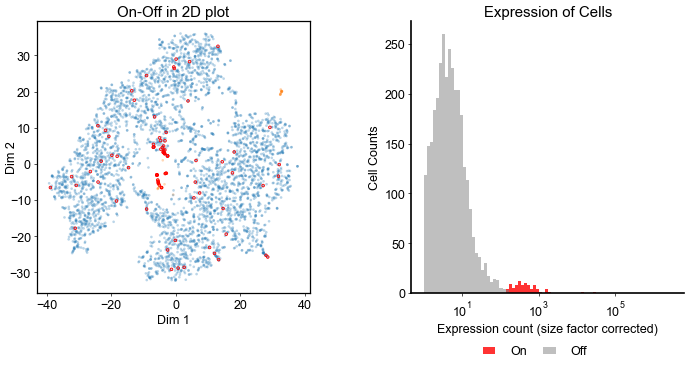 On-Off in 2D plot
40
30
20
10
0
−10
−20
−30
Dim 2
−40
−20
0
20
40
Dim 1
Expression of Cells
250
200
150
100
50
0
Cell Counts
10^1
10^3
10^5
Expression count (size factor corrected)
On
Off